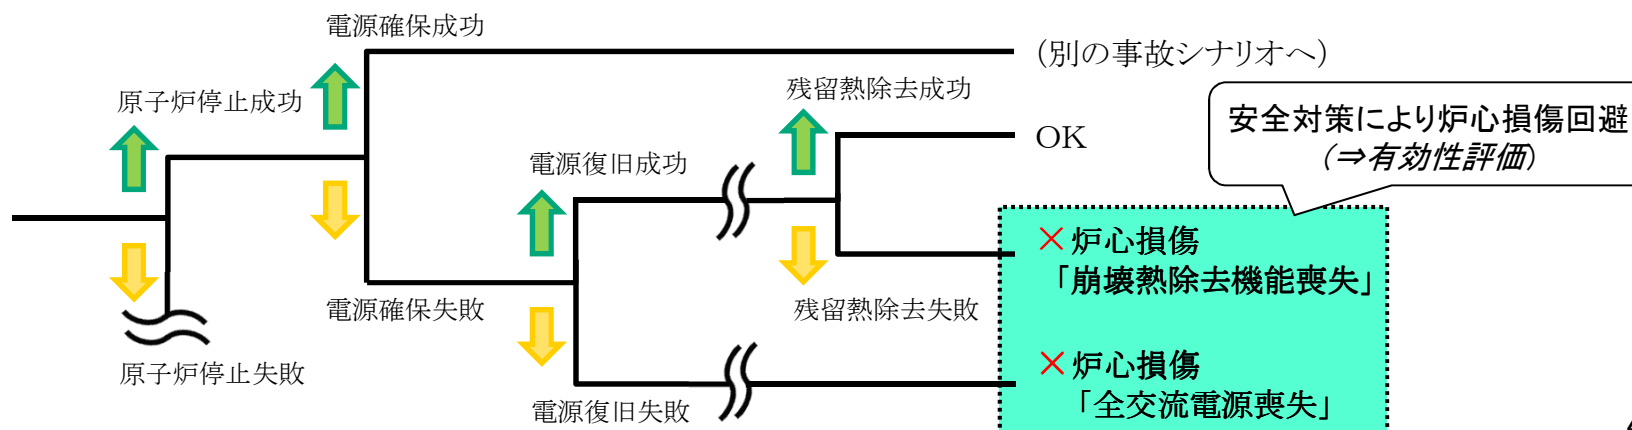 電源確保成功
(別の事故シナリオへ)
原子炉停止成功
残留熱除去成功
安全対策により炉心損傷回避
(⇒有効性評価)
OK
電源復旧成功
×炉心損傷
「崩壊熱除去機能喪失」
電源確保失敗
残留熱除去失敗
原子炉停止失敗
×炉心損傷
「全交流電源喪失」
電源復旧失敗